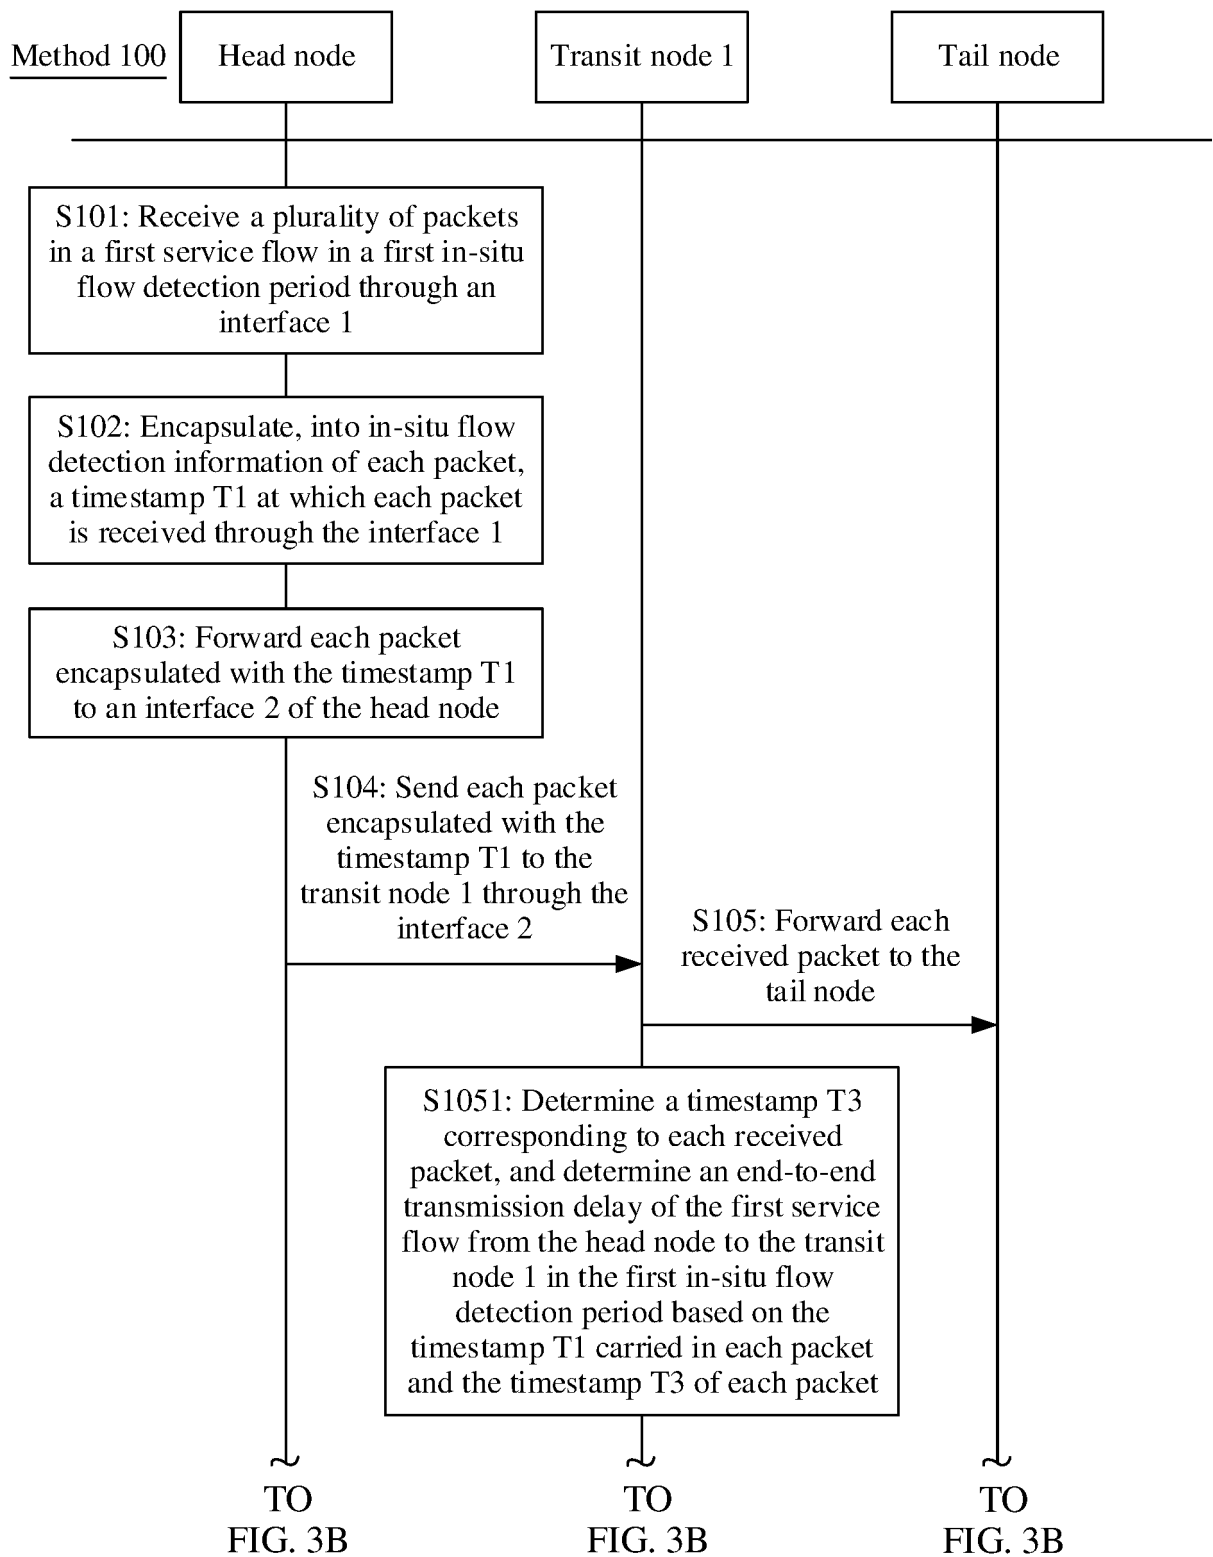 Method 100
Head node
Transit node 1
Tail node
S101: Receive a plurality of packets
in a first service flow in a first in-situ
flow detection period through an
interface 1
S102: Encapsulate, into in-situ flow
detection information of each packet,
a timestamp T1 at which each packet
is received through the interface 1
S103: Forward each packet
encapsulated with the timestamp T1
to an interface 2 of the head node
S104: Send each packet
encapsulated with the
timestamp T1 to the
transit node 1 through the
interface 2
S105: Forward each
received packet to the
tail node
S1051: Determine a timestamp T3
corresponding to each received
packet, and determine an end-to-end
transmission delay of the first service
flow from the head node to the transit
node 1 in the first in-situ flow
detection period based on the
timestamp T1 carried in each packet
and the timestamp T3 of each packet
TO
FIG. 3B
TO
FIG. 3B
TO
FIG. 3B